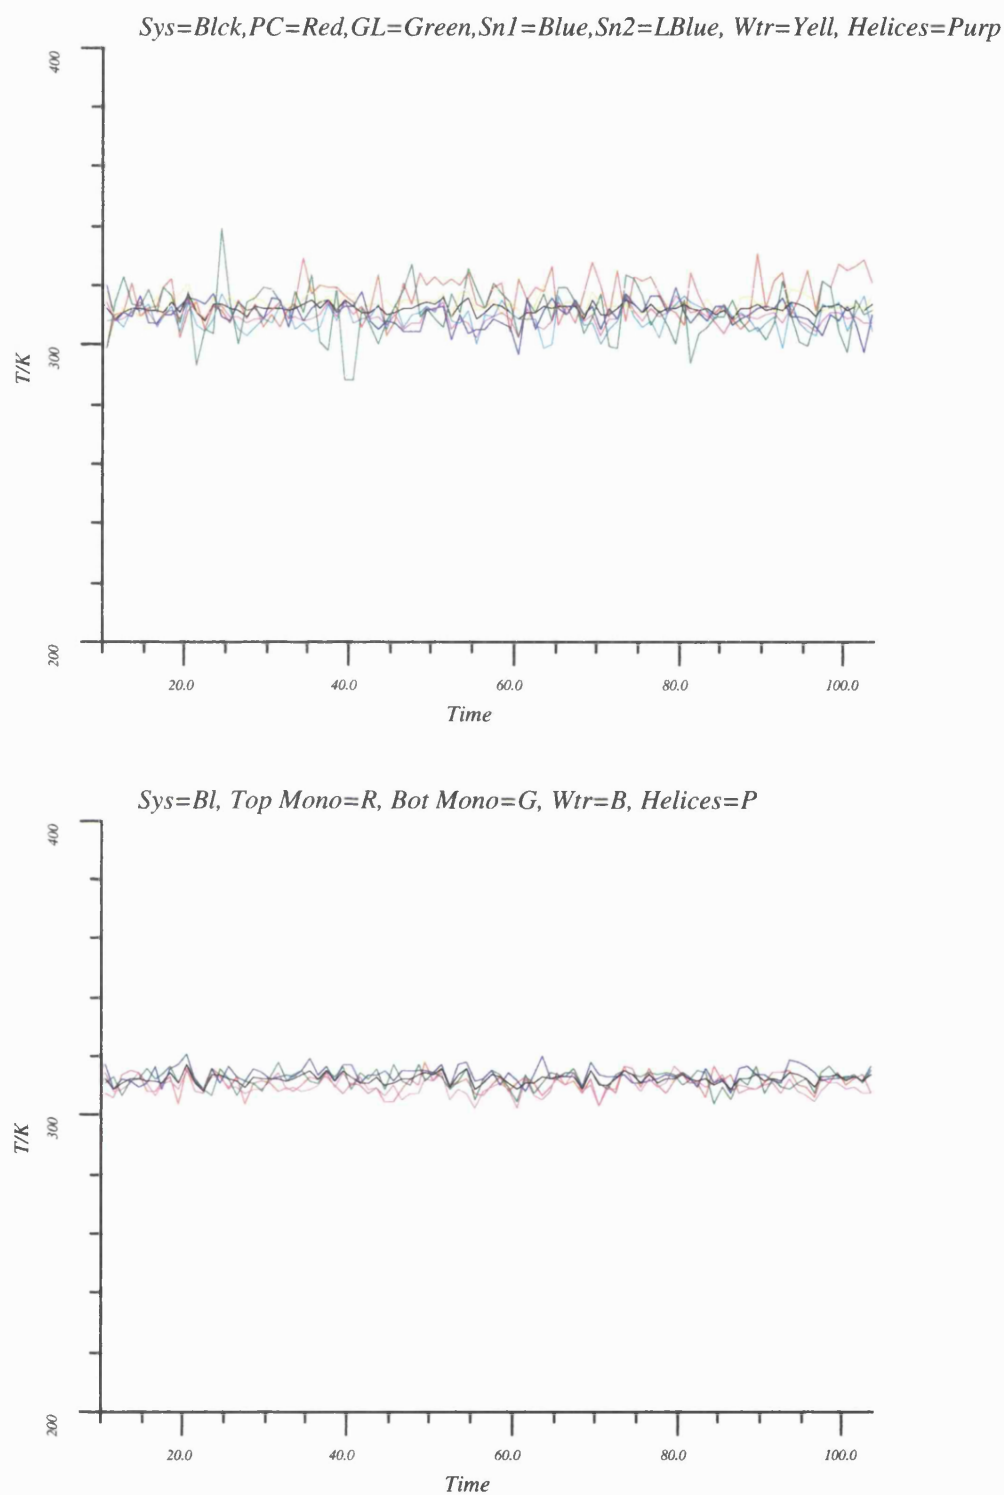 Sys=Blck,PC=Red,GL=Green,Sn1=Blue,Sn2=LBlue, Wtr=Yell, Helices=Purp
400
300
200
T/K
20.0 40.0 60.0 80.0 100.0
Time
Sys=Bl, Top Mono=R, Bot Mono=G, Wtr=B, Helices=P
400
300
200
T/K
20.0 40.0 60.0 80.0 100.0
Time